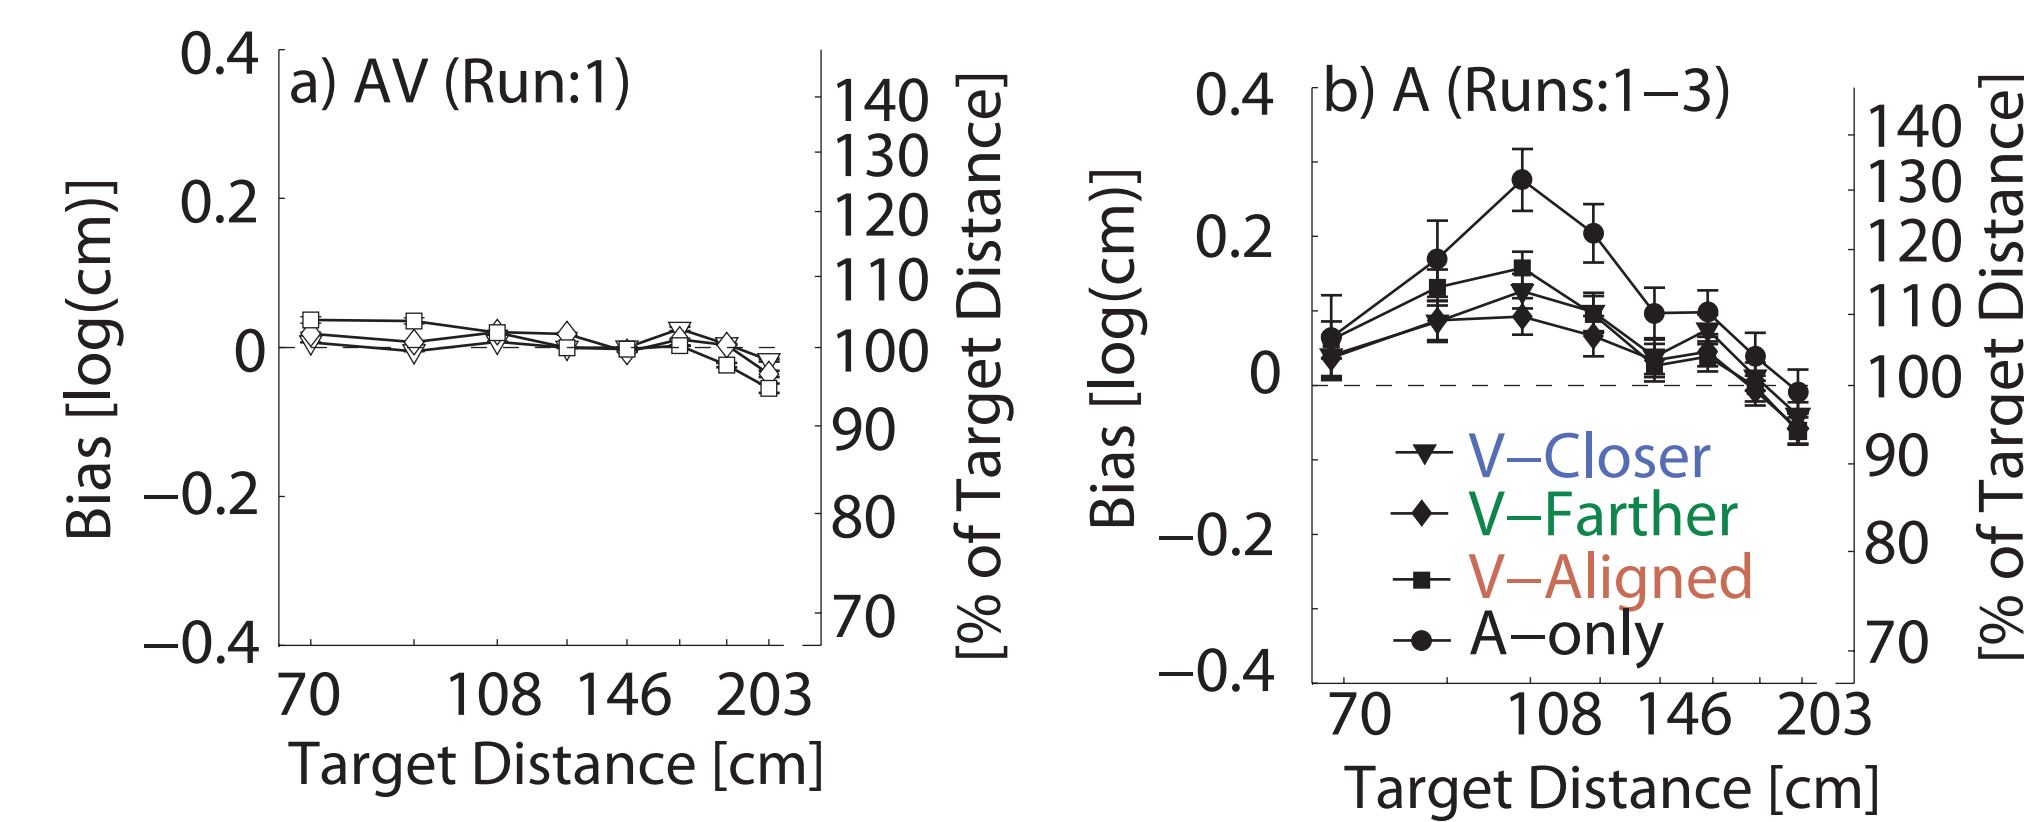 a) AV (Run:1)
Bias [log(cm)]
0.4
0.2
0
−0.2
−0.4
70 108 146 203
Target Distance [cm]
140
130
120
110
100
90
80
70
[% of Target Distance]
b) A (Runs:1−3)
Bias [log(cm)]
0.4
0.2
0
−0.2
−0.4
V−Closer
V−Farther
V−Aligned
A−only
70 108 146 203
Target Distance [cm]
140
130
120
110
100
90
80
70
[% of Target Distance]